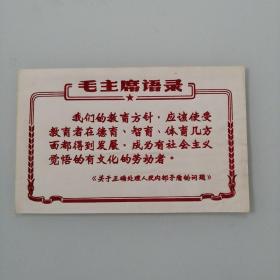 毛主席语录
我们的教育方针，应该使受
教育者在德育、智育、体育几方
面都得到发展，成为有社会主义
觉悟的有文化的劳动者。
《关于正确处理人民内部矛盾的问题》